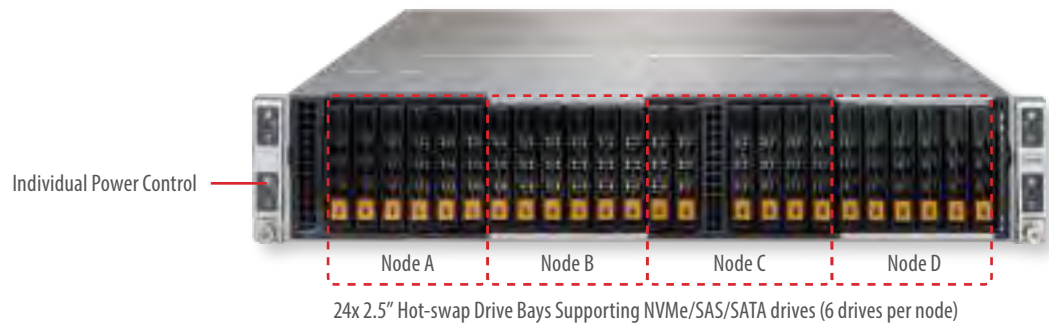 Individual Power Control
Node A
Node B
Node C
Node D
24x 2.5” Hot-swap Drive Bays Supporting NVMe/SAS/SATA drives (6 drives per node)